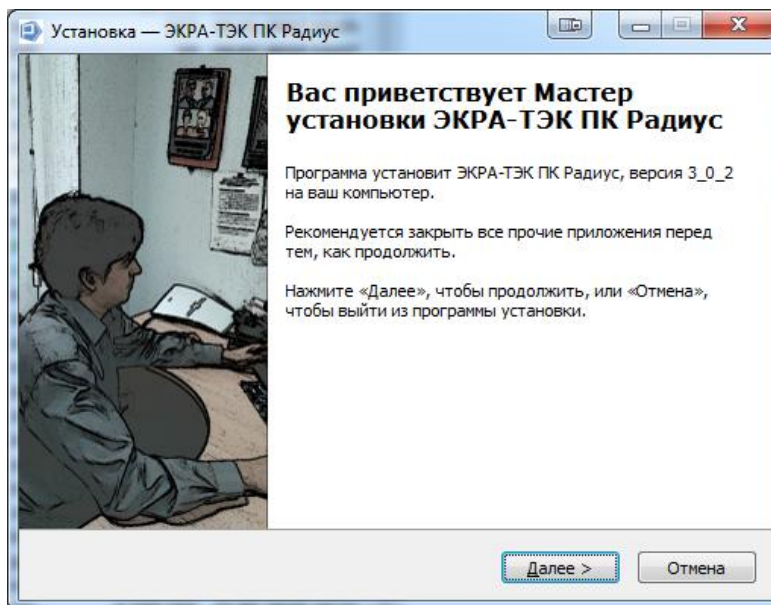 Установка — ЭКРА-ТЭК ПК Радиус
Вас приветствует Мастер
установки ЭКРА-ТЭК ПК Радиус
Программа установит ЭКРА-ТЭК ПК Радиус, версия 3_0_2
на ваш компьютер.
Рекомендуется закрыть все прочие приложения перед
тем, как продолжить.
Нажмите «Далее», чтобы продолжить, или «Отмена»,
чтобы выйти из программы установки.
Далее >
Отмена